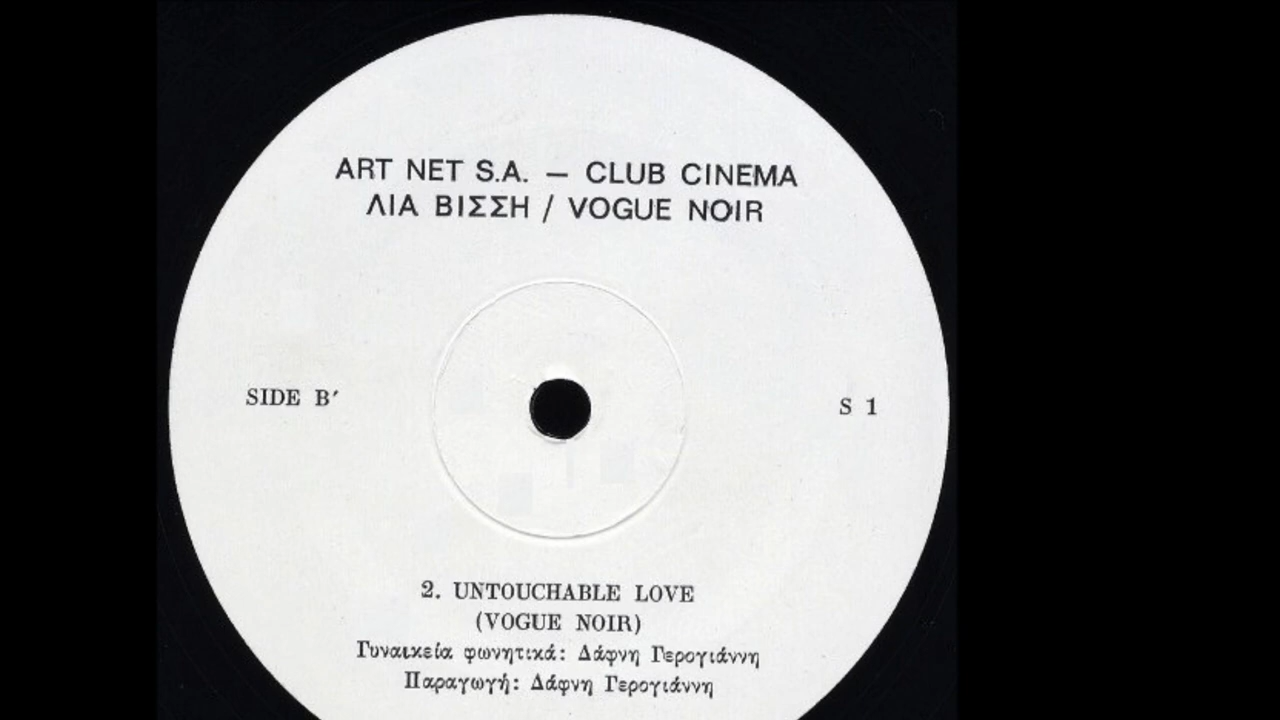 ART NET S.A. — CLUB CINEMA
ΛΙΑ ΒΙΣΣΗ / VOGUE NOIR
SIDE B′
S 1
2. UNTOUCHABLE LOVE
(VOGUE NOIR)
Γυναικεία φωνητικά: Δάφνη Γερογιάννη
Παραγωγή: Δάφνη Γερογιάννη